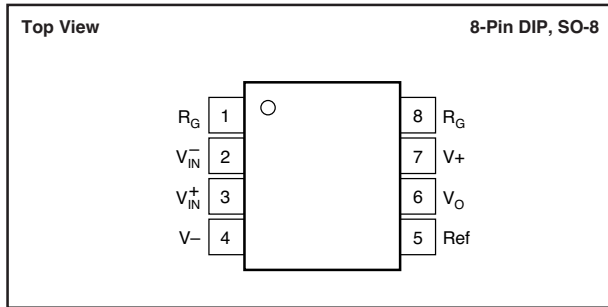 Top View 8-Pin DIP, SO-8
R_G 1 8 R_G
V_IN^– 2 7 V+
V_IN^+ 3 6 V_O
V– 4 5 Ref